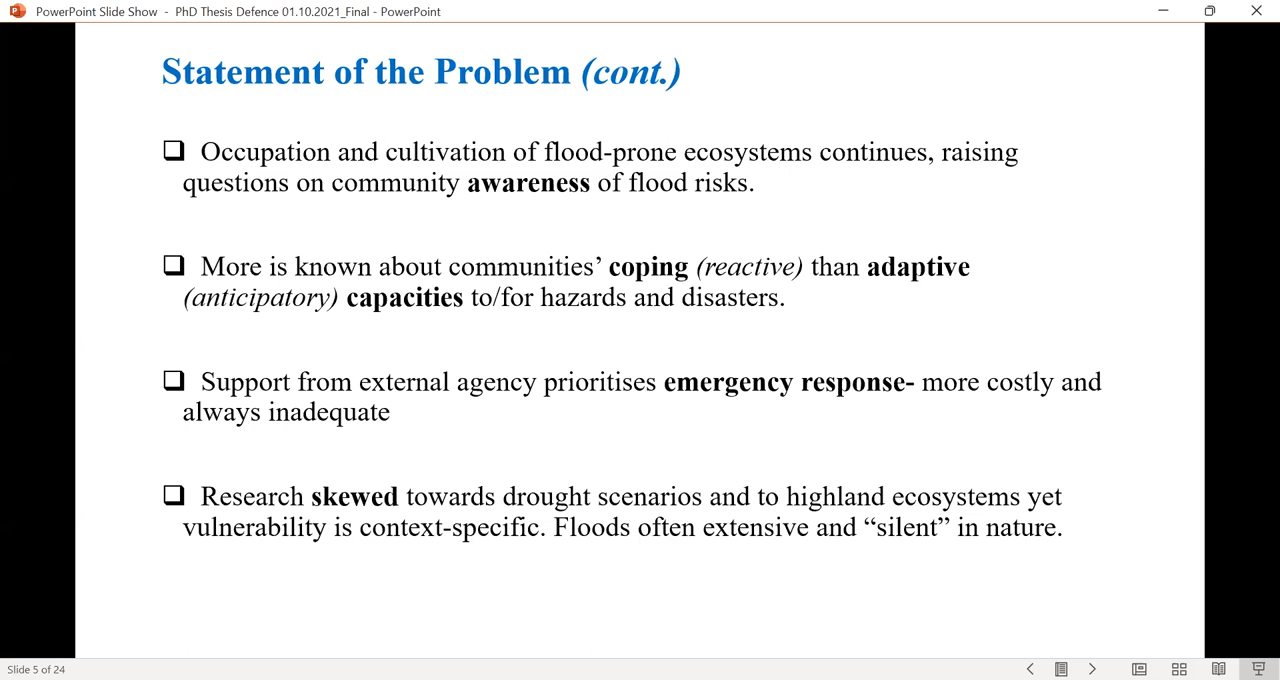 PowerPoint Slide Show - PhD Thesis Defence 01.10.2021_Final - PowerPoint
Statement of the Problem (cont.)
Occupation and cultivation of flood-prone ecosystems continues, raising
questions on community awareness of flood risks.
More is known about communities’ coping (reactive) than adaptive
(anticipatory) capacities to/for hazards and disasters.
Support from external agency prioritises emergency response- more costly and
always inadequate
Research skewed towards drought scenarios and to highland ecosystems yet
vulnerability is context-specific. Floods often extensive and “silent” in nature.
Slide 5 of 24